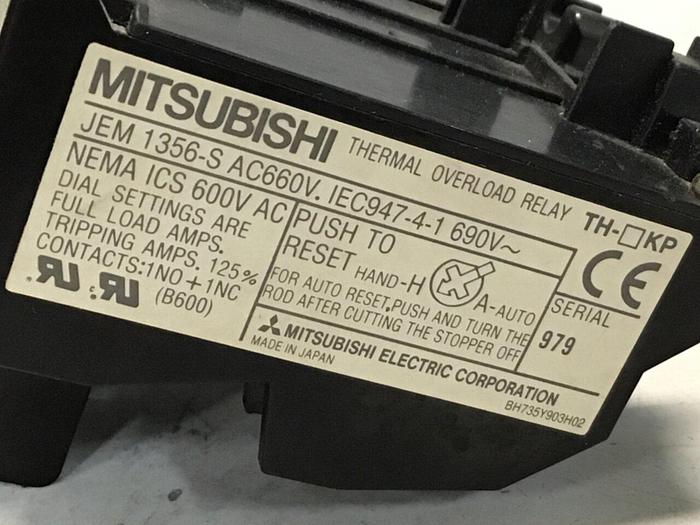 MITSUBISHI THERMAL OVERLOAD RELAY TH-□KP
JEM 1356-S AC660V. IEC947-4-1 690V~
NEMA ICS 600V AC
DIAL SETTINGS ARE
FULL LOAD AMPS.
TRIPPING AMPS. 125%
CONTACTS:1NO+1NC
(B600)
PUSH TO
RESET HAND-H A-AUTO
FOR AUTO RESET,PUSH AND TURN THE
ROD AFTER CUTTING THE STOPPER OFF
CE
SERIAL
979
MITSUBISHI ELECTRIC CORPORATION
MADE IN JAPAN
BH735Y903H02